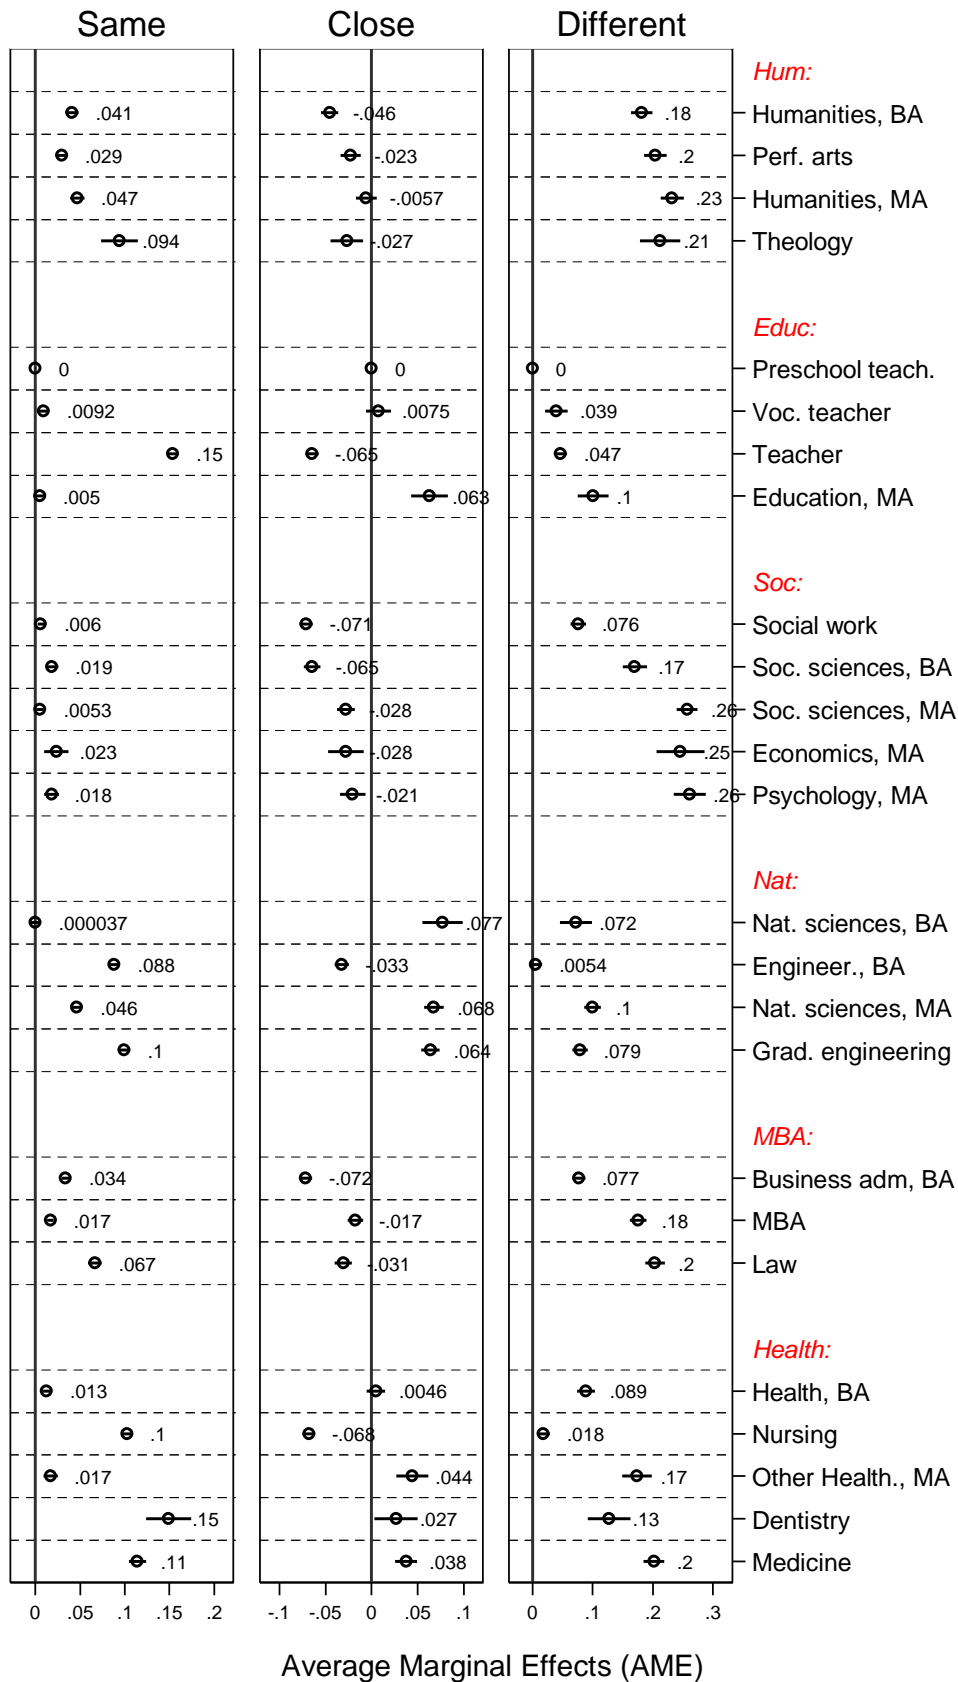 Same Close Different
Hum:
.041 -.046 .18 Humanities, BA
.029 -.023 .2 Perf. arts
.047 -.0057 .23 Humanities, MA
.094 -.027 .21 Theology
Educ:
0 0 0 Preschool teach.
.0092 .0075 .039 Voc. teacher
.15 -.065 .047 Teacher
.005 .063 .1 Education, MA
Soc:
.006 -.071 .076 Social work
.019 -.065 .17 Soc. sciences, BA
.0053 -.028 .26 Soc. sciences, MA
.023 -.028 .25 Economics, MA
.018 -.021 .26 Psychology, MA
Nat:
.000037 .077 .072 Nat. sciences, BA
.088 -.033 .0054 Engineer., BA
.046 .068 .1 Nat. sciences, MA
.1 .064 .079 Grad. engineering
MBA:
.034 -.072 .077 Business adm, BA
.017 -.017 .18 MBA
.067 -.031 .2 Law
Health:
.013 .0046 .089 Health, BA
.1 -.068 .018 Nursing
.017 .044 .17 Other Health., MA
.15 .027 .13 Dentistry
.11 .038 .2 Medicine
0 .05 .1 .15 .2 -.1 -.05 0 .05 .1 0 .1 .2 .3
Average Marginal Effects (AME)